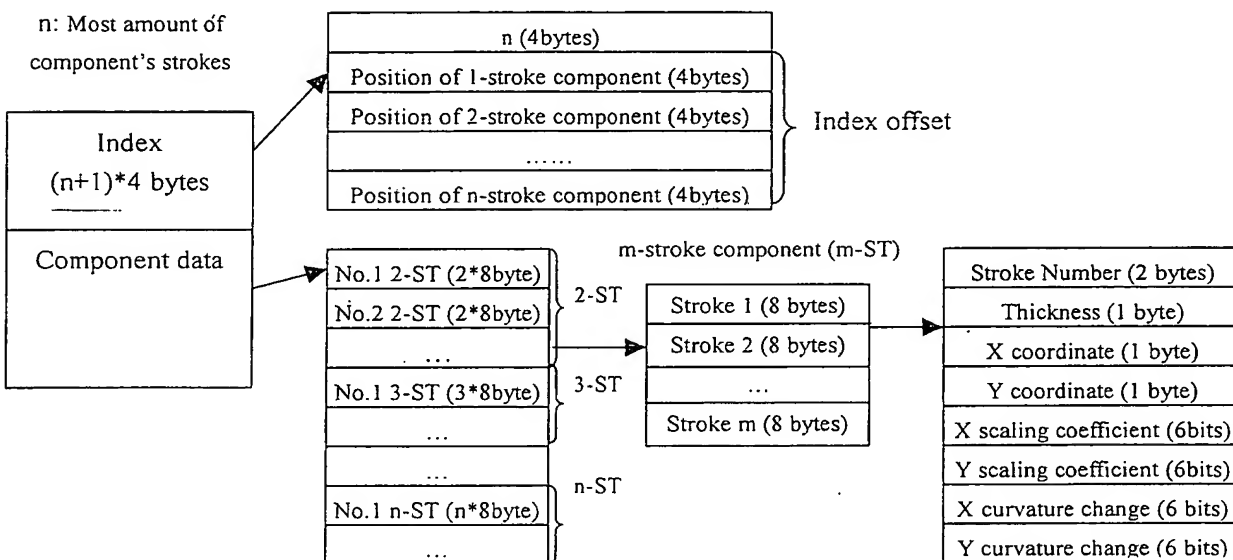 n: Most amount of
component's strokes
Index
(n+1)*4 bytes
Component data
n (4bytes)
Position of 1-stroke component (4bytes)
Position of 2-stroke component (4bytes)
......
Position of n-stroke component (4bytes)
Index offset
No.1 2-ST (2*8byte)
No.2 2-ST (2*8byte)
...
No.1 3-ST (3*8byte)
...
...
No.1 n-ST (n*8byte)
...
2-ST
3-ST
n-ST
m-stroke component (m-ST)
Stroke 1 (8 bytes)
Stroke 2 (8 bytes)
...
Stroke m (8 bytes)
Stroke Number (2 bytes)
Thickness (1 byte)
X coordinate (1 byte)
Y coordinate (1 byte)
X scaling coefficient (6bits)
Y scaling coefficient (6bits)
X curvature change (6 bits)
Y curvature change (6 bits)